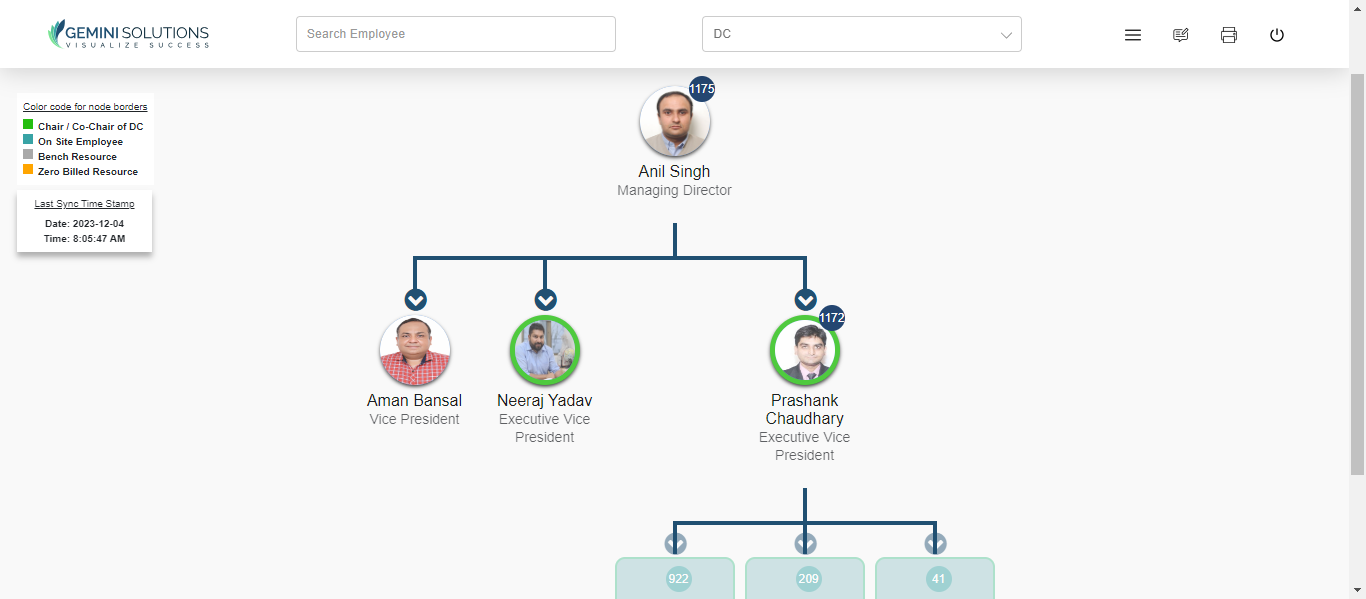 GEMINI SOLUTIONS
VISUALIZE SUCCESS
Search Employee
DC
Color code for node borders
Chair / Co-Chair of DC
On Site Employee
Bench Resource
Zero Billed Resource
Last Sync Time Stamp
Date: 2023-12-04
Time: 8:05:47 AM
1175
Anil Singh
Managing Director
Aman Bansal
Vice President
Neeraj Yadav
Executive Vice
President
1172
Prashank
Chaudhary
Executive Vice
President
922
209
41